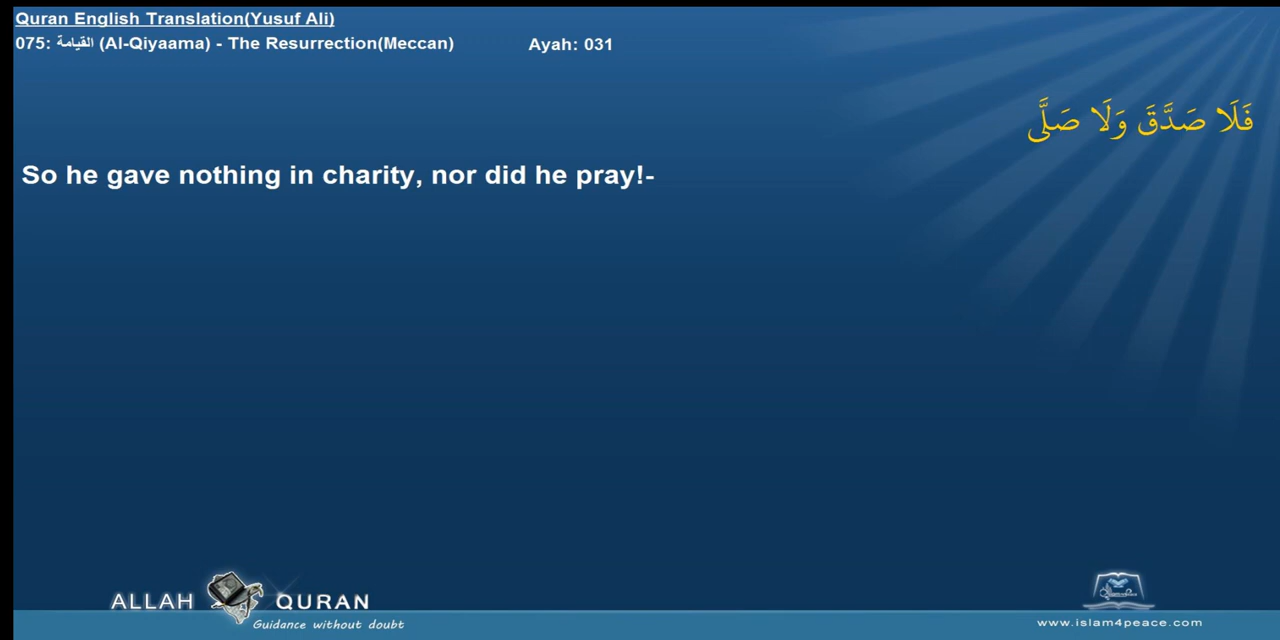 Quran English Translation(Yusuf Ali)
075: القيامة (Al-Qiyaama) - The Resurrection(Meccan) Ayah: 031
فَلَا صَدَّقَ وَلَا صَلَّى
So he gave nothing in charity, nor did he pray!-
ALLAH QURAN
Guidance without doubt
www.islam4peace.com